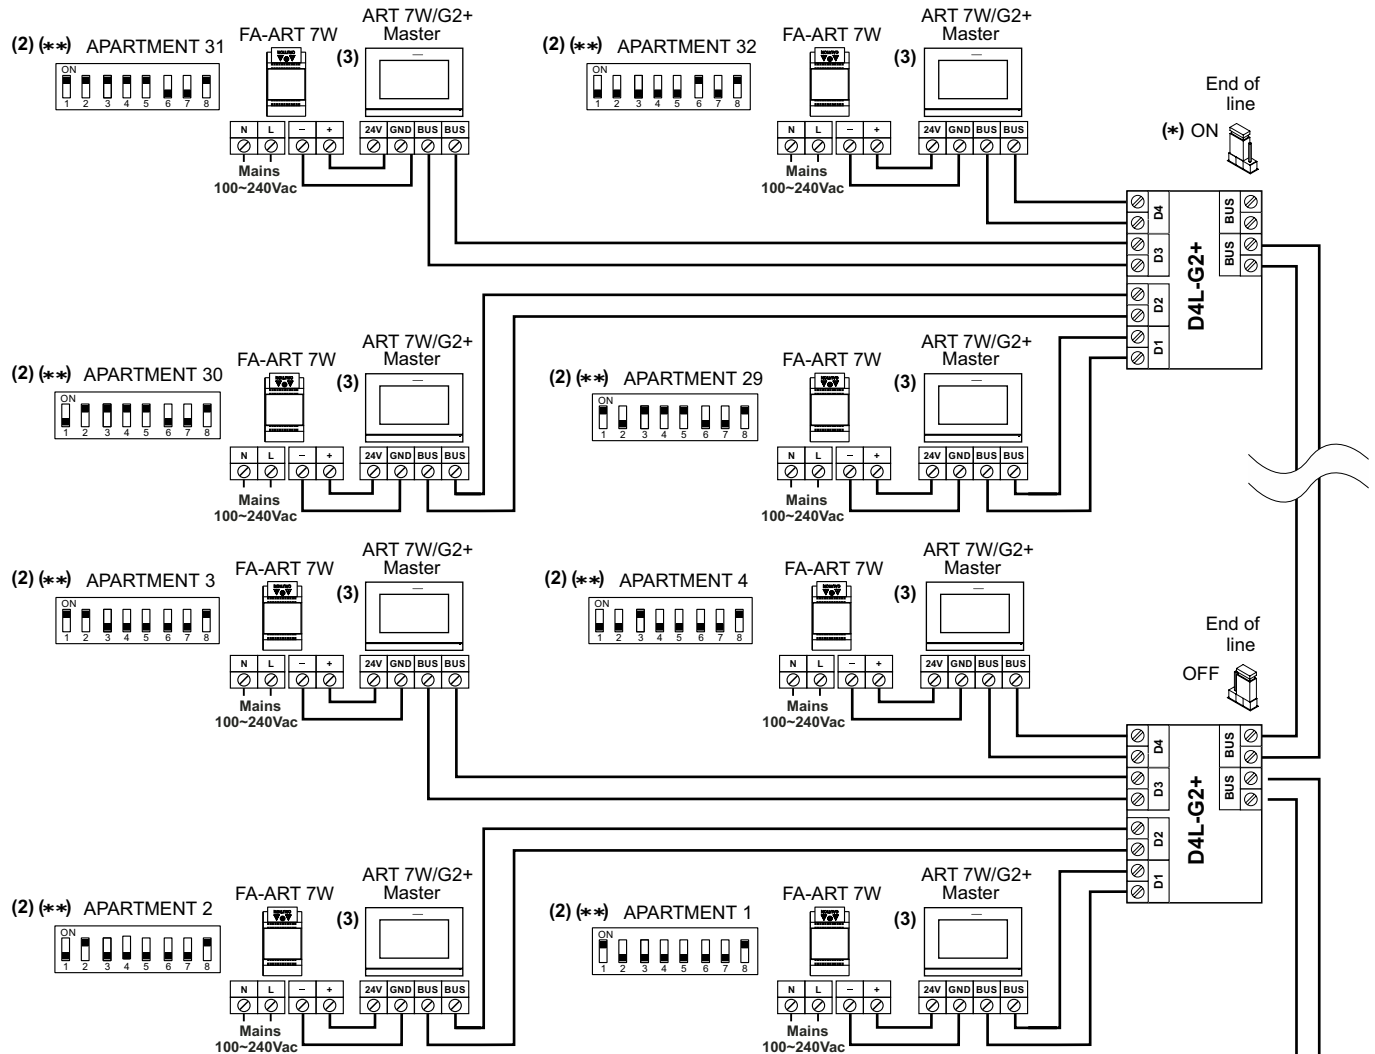 (2) (**) APARTMENT 31
FA-ART 7W
ART 7W/G2+
Master
(3)
ON
1 2 3 4 5 6 7 8
N L – + 24V GND BUS BUS
Mains
100~240Vac
(2) (**) APARTMENT 32
FA-ART 7W
ART 7W/G2+
Master
(3)
ON
1 2 3 4 5 6 7 8
N L – + 24V GND BUS BUS
Mains
100~240Vac
End of
line
(*) ON
D4
D3
D2
D1
D4L-G2+
BUS
BUS
(2) (**) APARTMENT 30
FA-ART 7W
ART 7W/G2+
Master
(3)
ON
1 2 3 4 5 6 7 8
N L – + 24V GND BUS BUS
Mains
100~240Vac
(2) (**) APARTMENT 29
FA-ART 7W
ART 7W/G2+
Master
(3)
ON
1 2 3 4 5 6 7 8
N L – + 24V GND BUS BUS
Mains
100~240Vac
(2) (**) APARTMENT 3
FA-ART 7W
ART 7W/G2+
Master
(3)
ON
1 2 3 4 5 6 7 8
N L – + 24V GND BUS BUS
Mains
100~240Vac
(2) (**) APARTMENT 4
FA-ART 7W
ART 7W/G2+
Master
(3)
ON
1 2 3 4 5 6 7 8
N L – + 24V GND BUS BUS
Mains
100~240Vac
End of
line
OFF
D4
D3
D2
D1
D4L-G2+
BUS
BUS
(2) (**) APARTMENT 2
FA-ART 7W
ART 7W/G2+
Master
(3)
ON
1 2 3 4 5 6 7 8
N L – + 24V GND BUS BUS
Mains
100~240Vac
(2) (**) APARTMENT 1
FA-ART 7W
ART 7W/G2+
Master
(3)
ON
1 2 3 4 5 6 7 8
N L – + 24V GND BUS BUS
Mains
100~240Vac